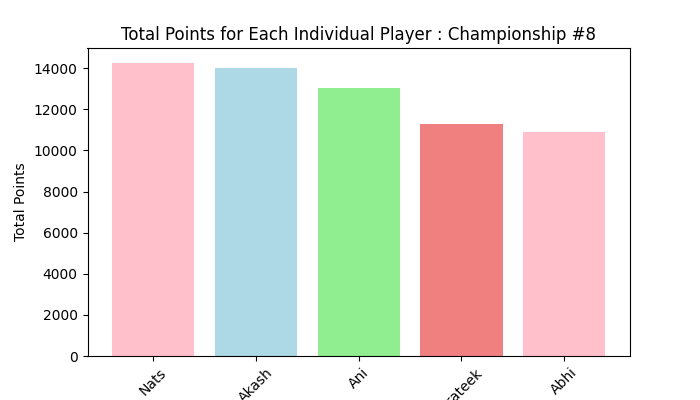 Total Points for Each Individual Player : Championship #8
Total Points
14000
12000
10000
8000
6000
4000
2000
0
Nats
Akash
Ani
Abhi